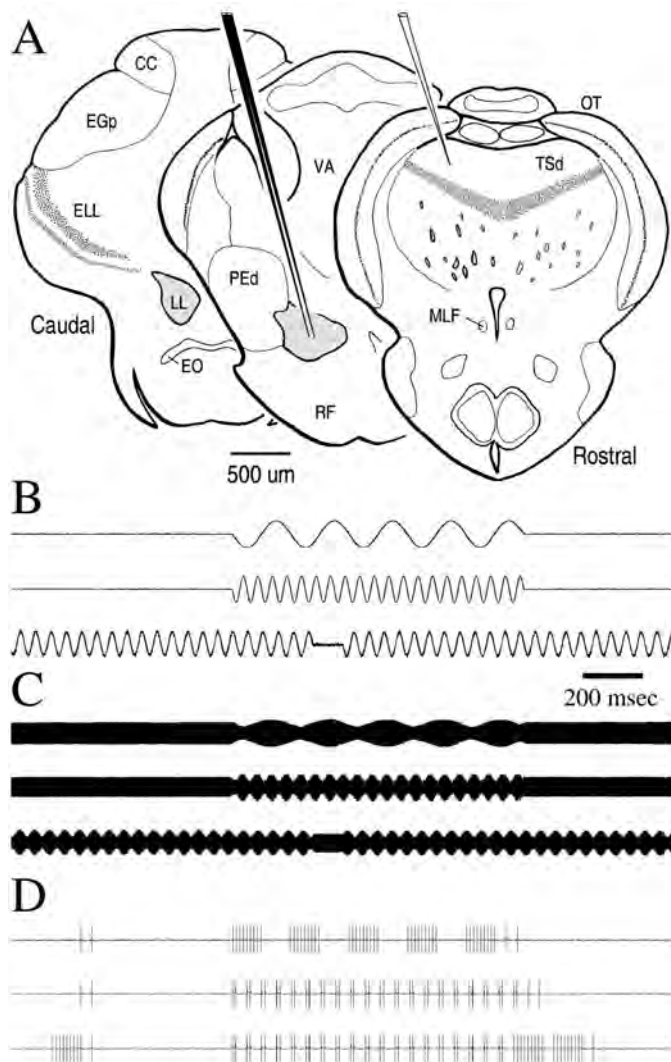 A
CC
EGp
ELL
LL
Caudal
EO
VA
PEd
RF
500 um
OT
TSd
MLF
Rostral
B
200 msec
C
D